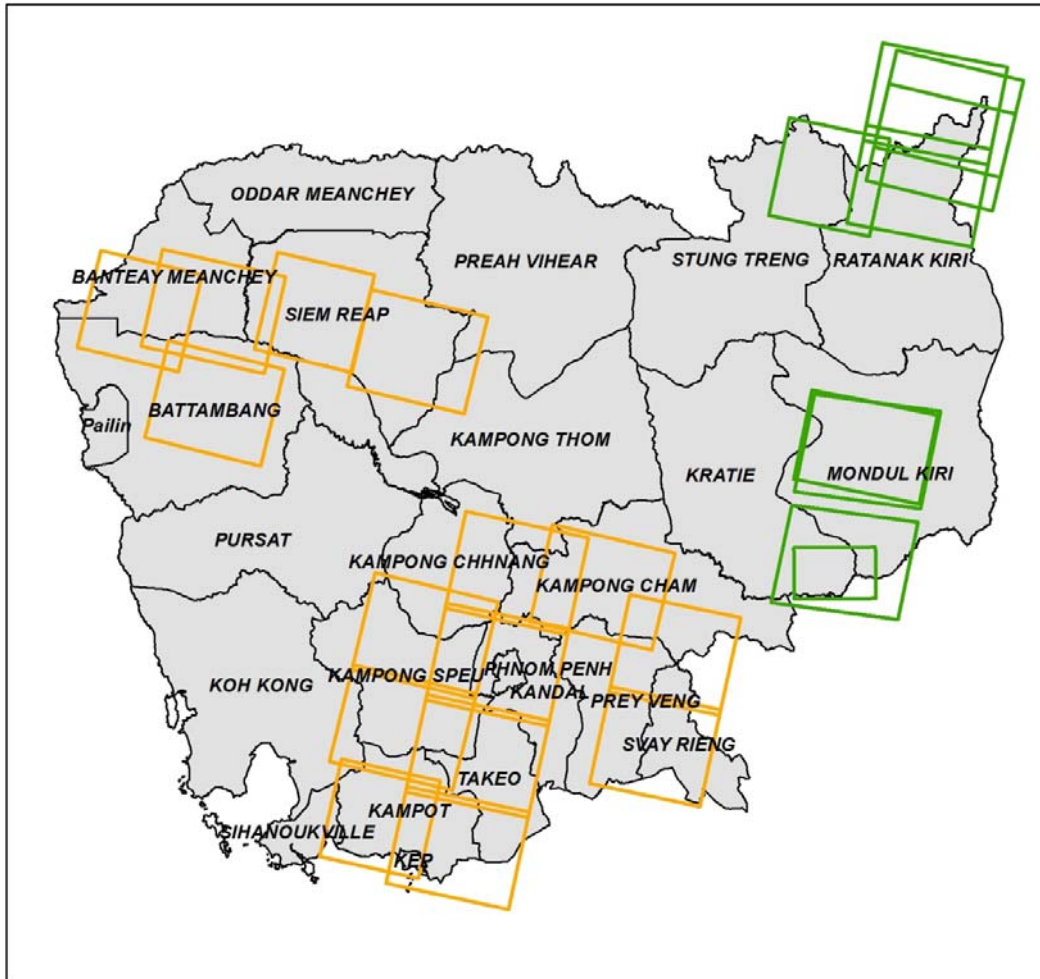 ODDAR MEANCHEY
PREAH VIHEAR
STUNG TRENG
RATANAK KIRI
BANTEAY MEANCHEY
SIEM REAP
BATTAMBANG
Pailin
KAMPONG THOM
KRATIE
MONDUL KIRI
PURSAT
KAMPONG CHHNANG
KAMPONG CHAM
KOH KONG
KAMPONG SPEU
PHNOM PENH
KANDAL
PREY VENG
SVAY RIENG
TAKEO
KAMPOT
SIHANOUKVILLE
KEP